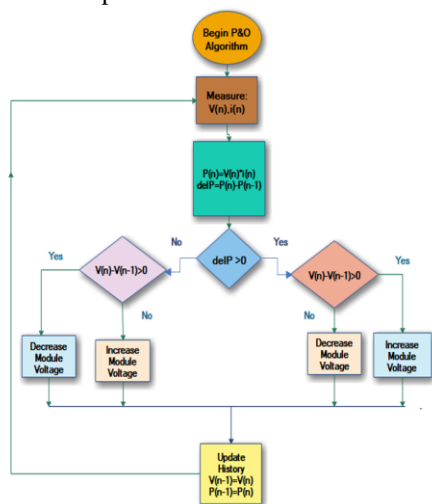 Begin P&O
Algorithm
Measure:
V(n),i(n)
P(n)=V(n)*i(n)
delP=P(n)-P(n-1)
No
Yes
delP >0
V(n)-V(n-1)>0
V(n)-V(n-1)>0
Yes
Yes
No
No
Decrease
Module
Voltage
Increase
Module
Voltage
Decrease
Module
Voltage
Increase
Module
Voltage
Update
History
V(n-1)=V(n)
P(n-1)=P(n)